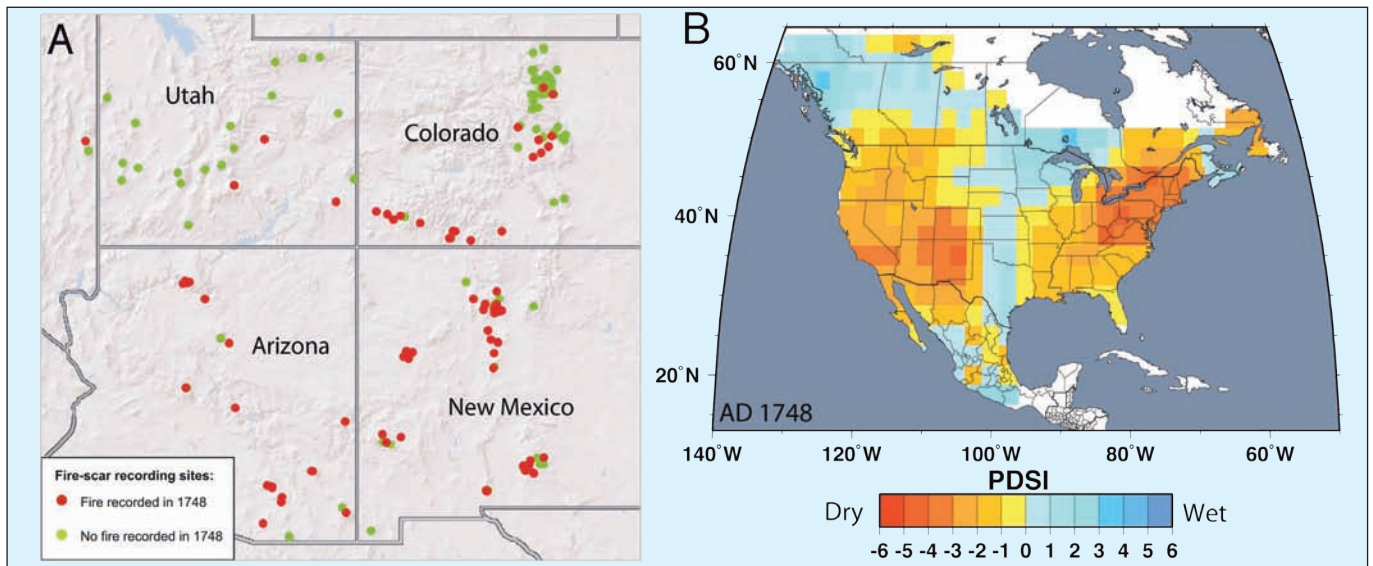 A
Utah
Colorado
Arizona
New Mexico
Fire-scar recording sites:
Fire recorded in 1748
No fire recorded in 1748
B
60°N
40°N
20°N
AD 1748
140°W 120°W 100°W 80°W 60°W
PDSI
Dry Wet
-6 -5 -4 -3 -2 -1 0 1 2 3 4 5 6